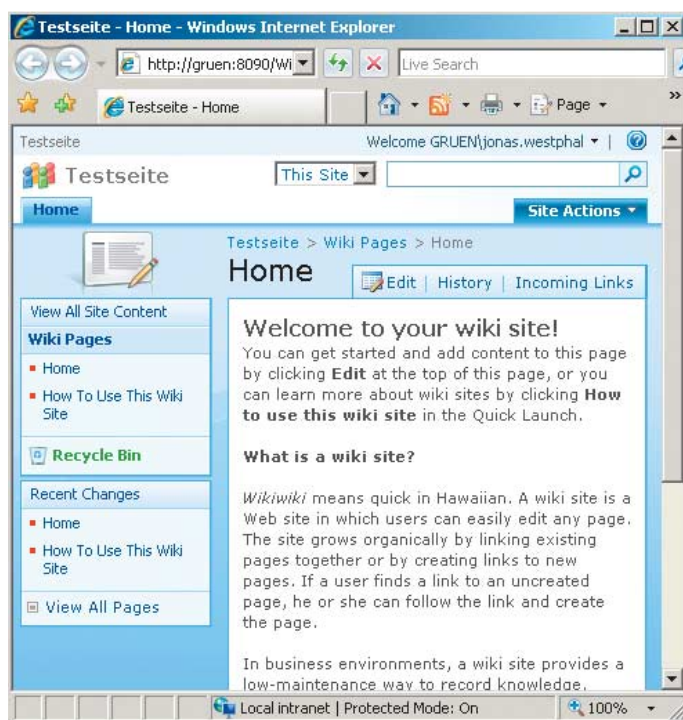 Testseite - Home - Windows Internet Explorer
http://gruen:8090/Wi
Live Search
Testseite - Home
Page
»
Testseite
Welcome GRUEN\jonas.westphal
Testseite
This Site
Home
Site Actions
Testseite > Wiki Pages > Home
Home
Edit | History | Incoming Links
View All Site Content
Wiki Pages
Home
How To Use This Wiki
Site
Recycle Bin
Recent Changes
Home
How To Use This Wiki
Site
View All Pages
Welcome to your wiki site!
You can get started and add content to this page
by clicking Edit at the top of this page, or you
can learn more about wiki sites by clicking How
to use this wiki site in the Quick Launch.
What is a wiki site?
Wikiwiki means quick in Hawaiian. A wiki site is a
Web site in which users can easily edit any page.
The site grows organically by linking existing
pages together or by creating links to new
pages. If a user finds a link to an uncreated
page, he or she can follow the link and create
the page.
In business environments, a wiki site provides a
low-maintenance way to record knowledge.
Local intranet | Protected Mode: On
100%